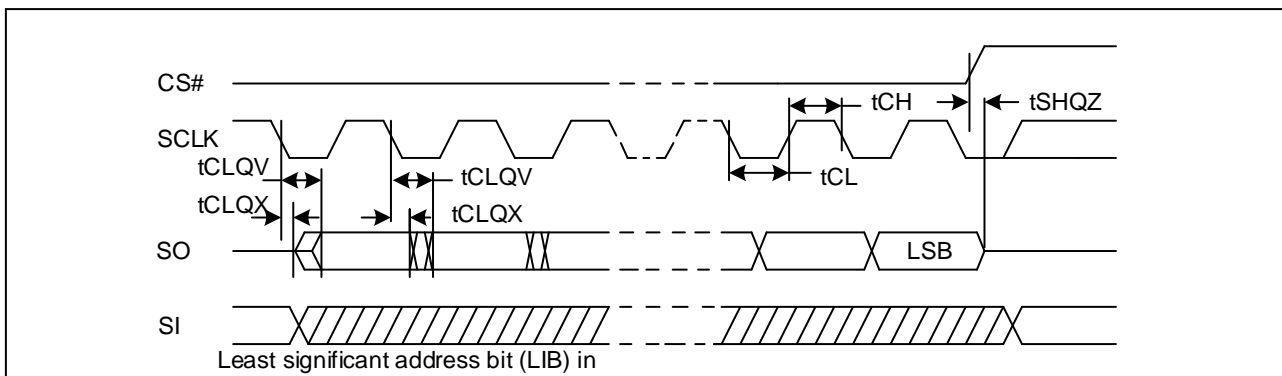 CS#
tCH
tSHQZ
SCLK
tCLQV
tCLQV
tCL
tCLQX
tCLQX
SO
LSB
SI
Least significant address bit (LIB) in